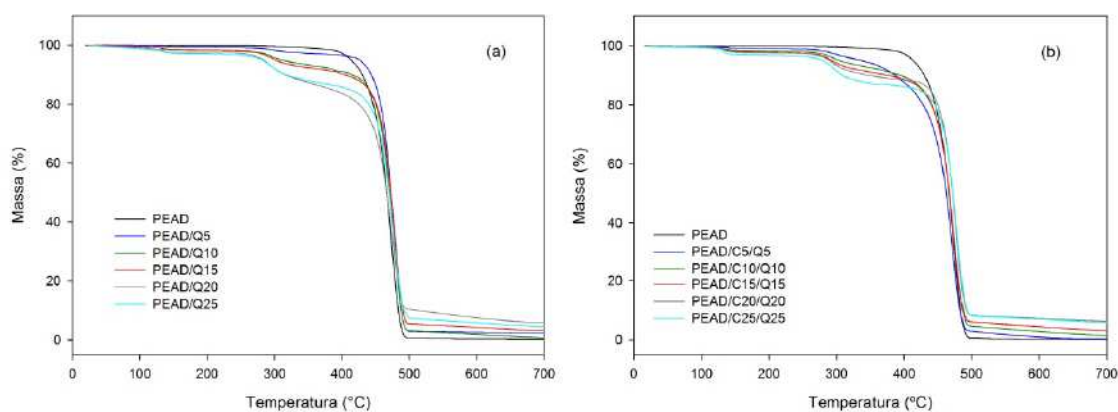 (a)
Massa (%)
100
80
60
40
20
0
PEAD
PEAD/Q5
PEAD/Q10
PEAD/Q15
PEAD/Q20
PEAD/Q25
0 100 200 300 400 500 600 700
Temperatura (°C)
(b)
Massa (%)
100
80
60
40
20
0
PEAD
PEAD/C5/Q5
PEAD/C10/Q10
PEAD/C15/Q15
PEAD/C20/Q20
PEAD/C25/Q25
0 100 200 300 400 500 600 700
Temperatura (ºC)